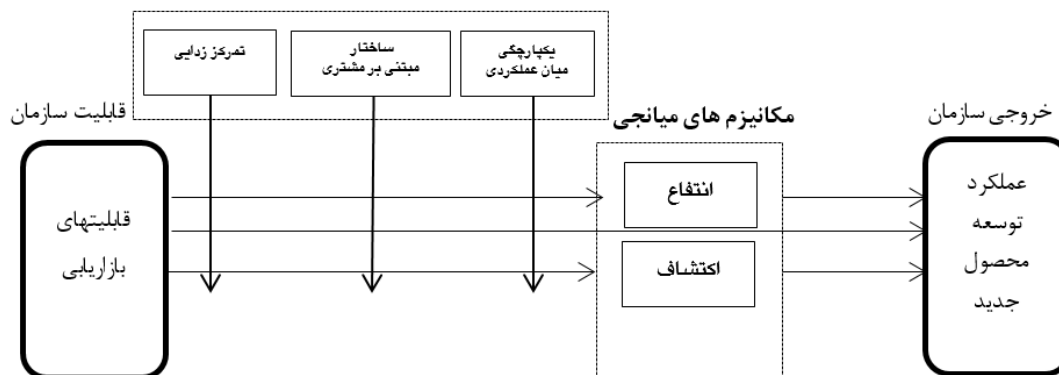 یکپارچگی
میان عملکردی
ساختار
مبتنی بر مشتری
تمرکز زدایی
خروجی سازمان
مکانیزم های میانجی
قابلیت سازمان
عملکرد
توسعه
محصول
جدید
انتفاع
اکتشاف
قابلیتهای
بازاریابی